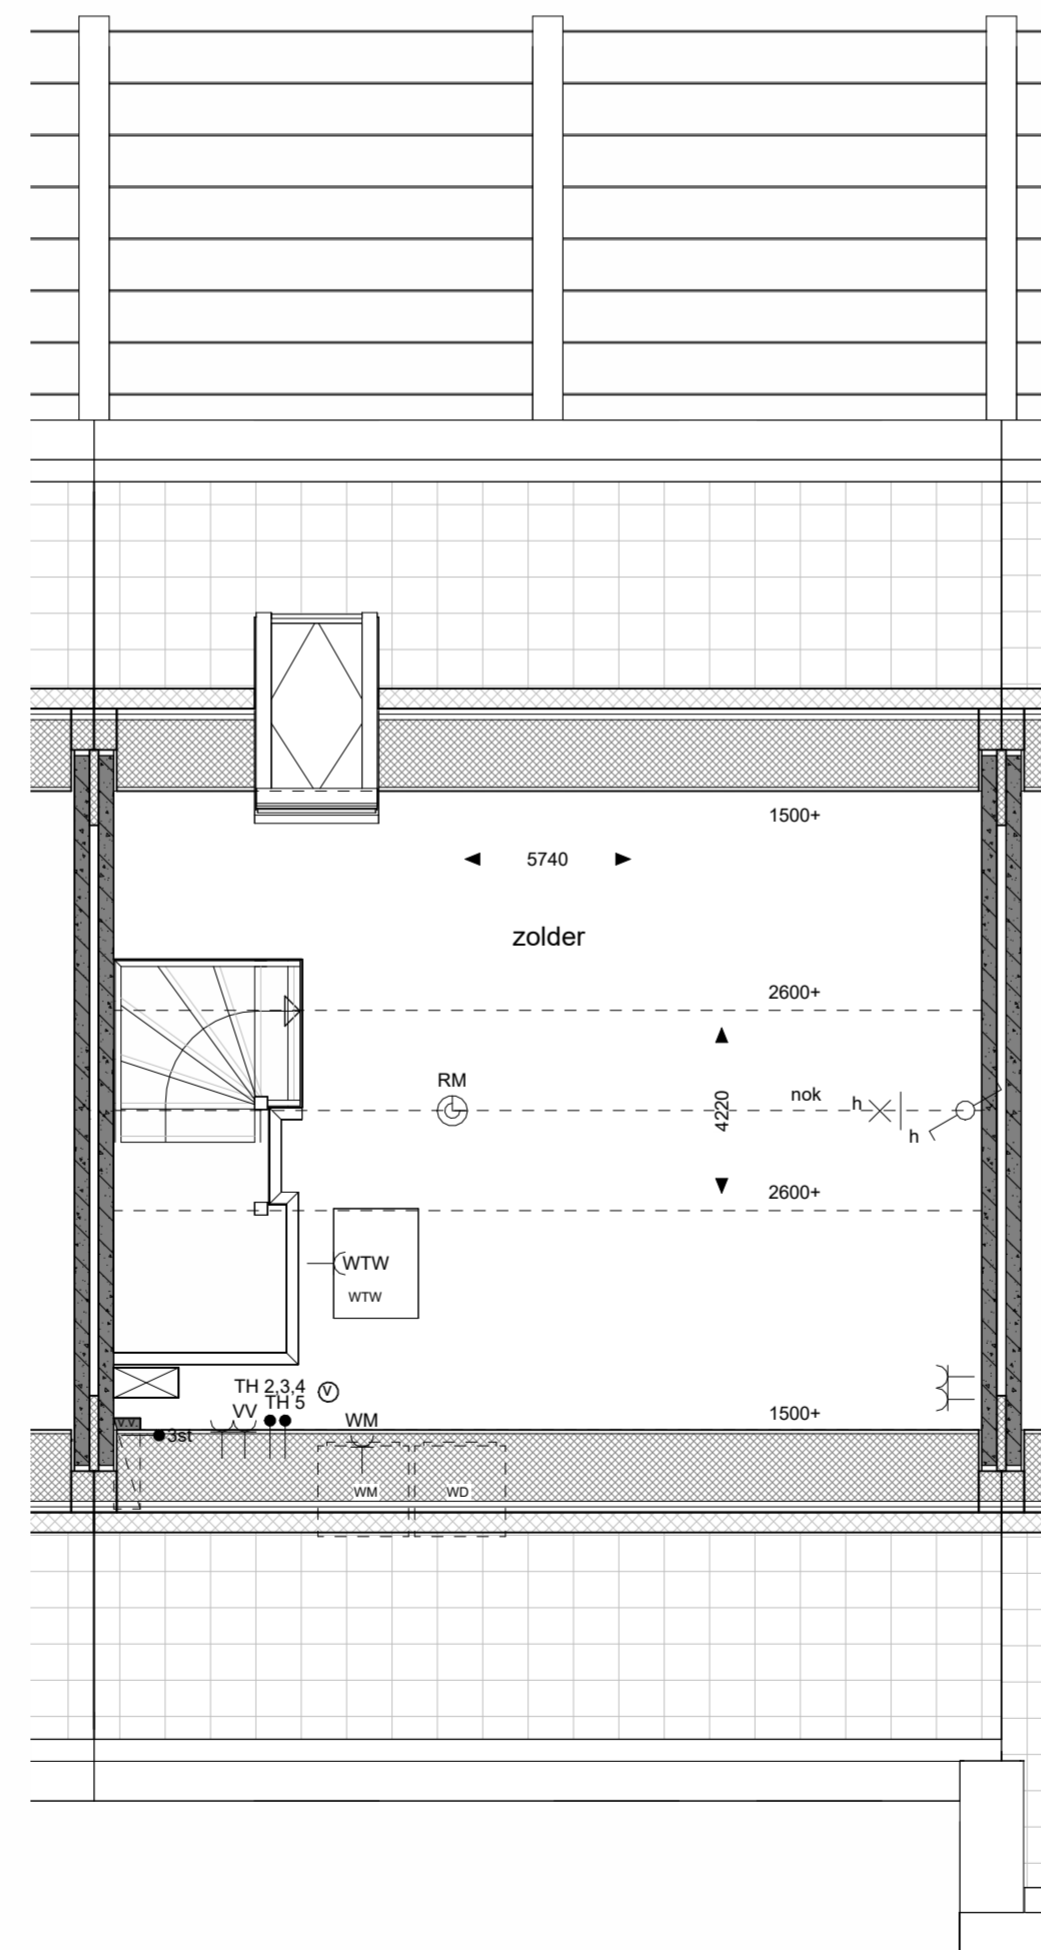 1500+
5740
zolder
2600+
RM
nok
h
h
4220
2600+
WTW
WTW
TH 2,3,4
V
TH 5
VV
1500+
WM
V.V.
3st
WM
WD